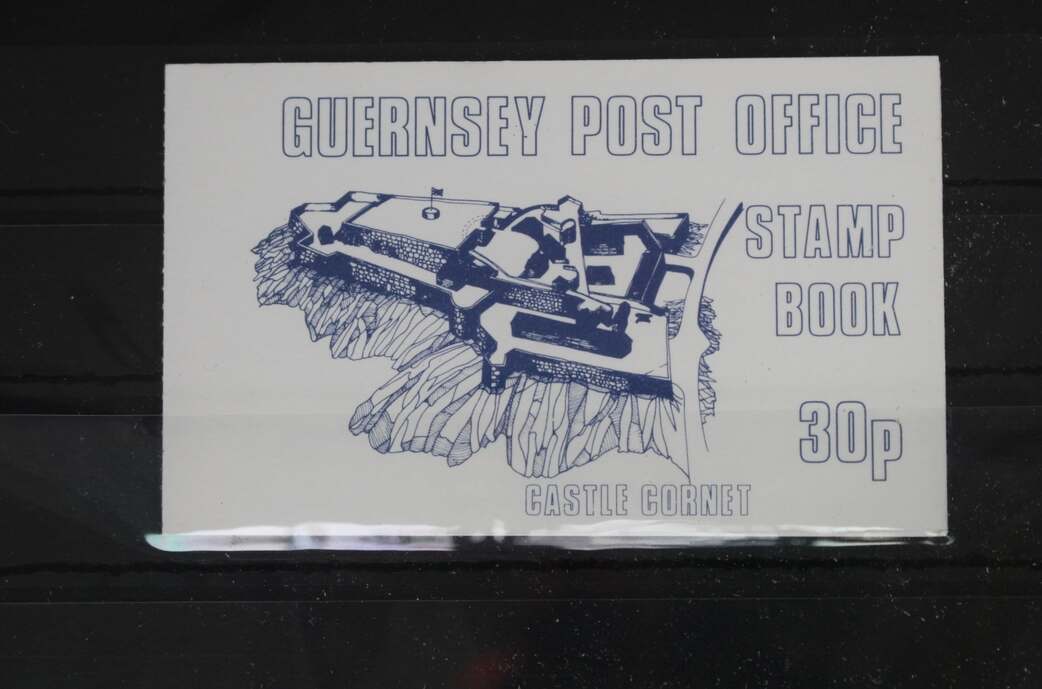 GUERNSEY POST OFFICE
STAMP
BOOK
30p
CASTLE CORNET